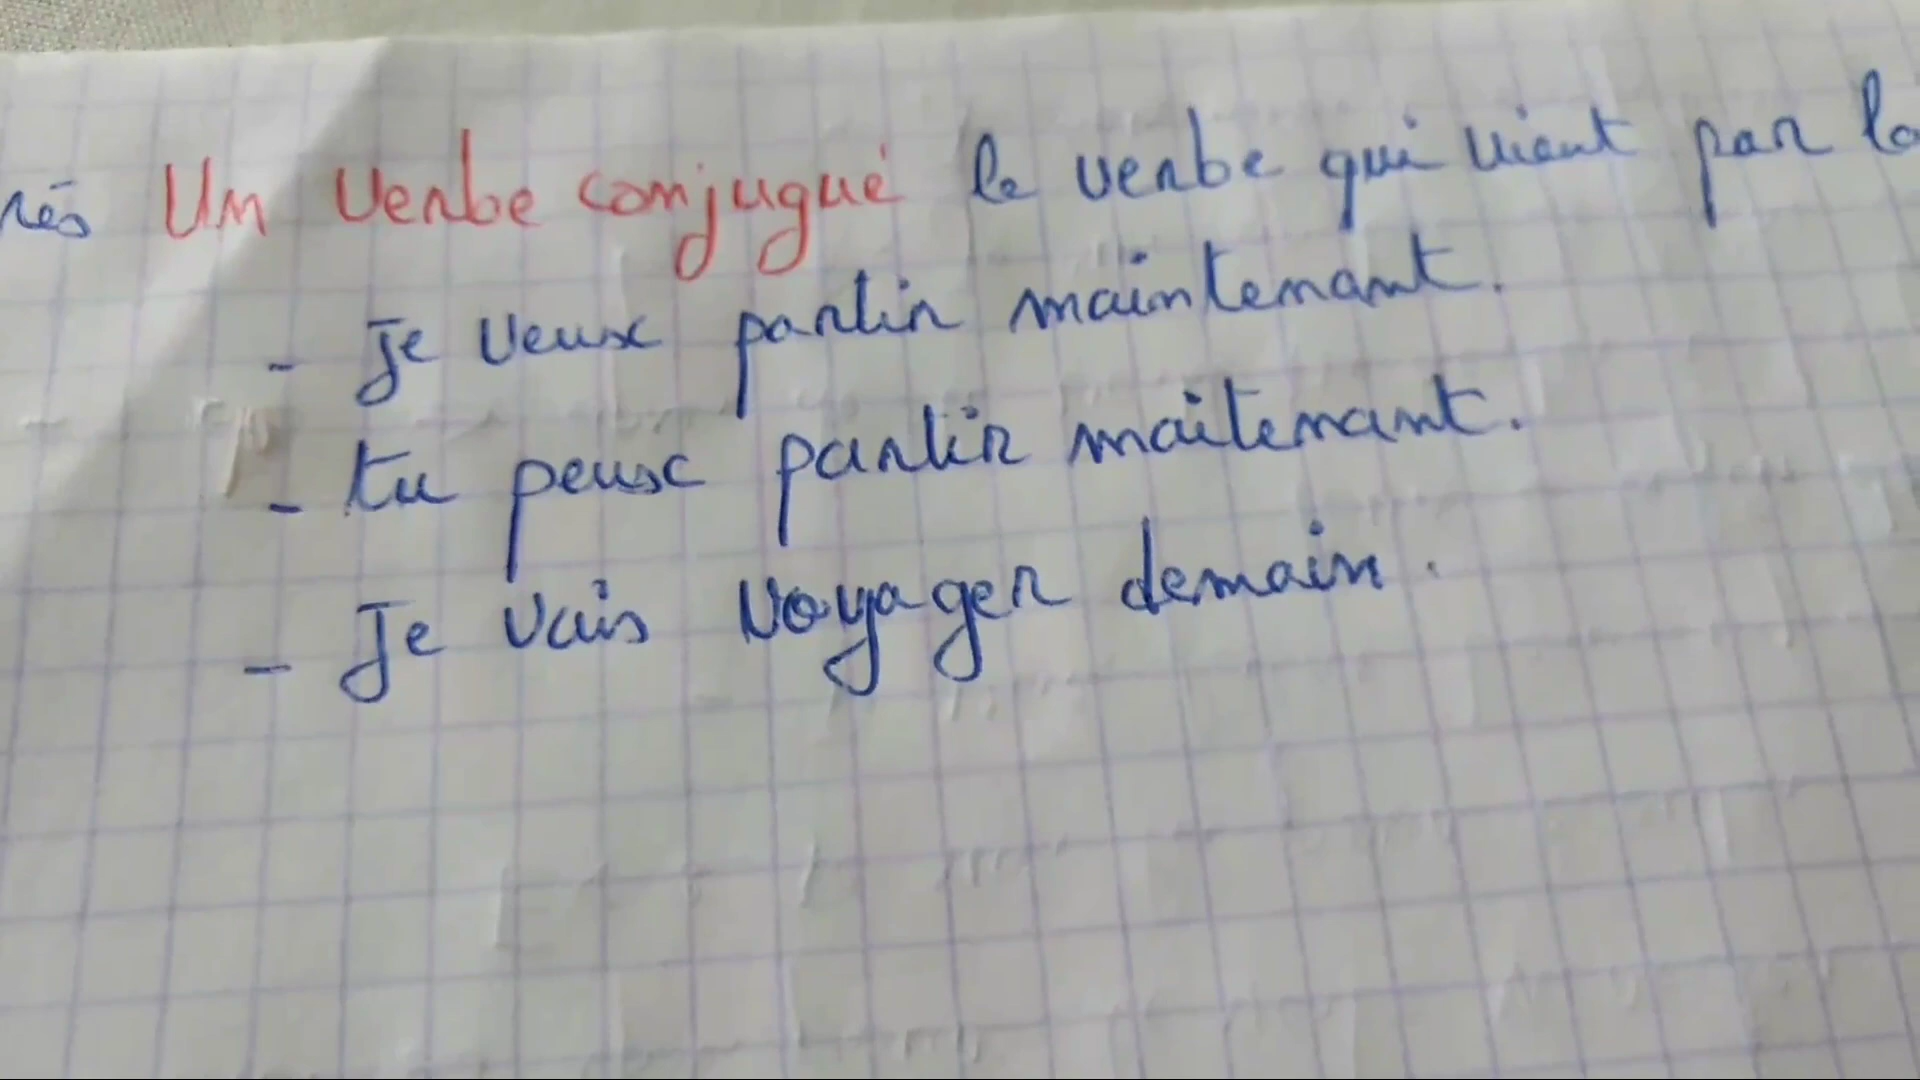 rès Un verbe conjugué le verbe qui vient par la
- Je veux partir maintenant.
- tu peux partir maitenant.
- Je vais voyager demain.